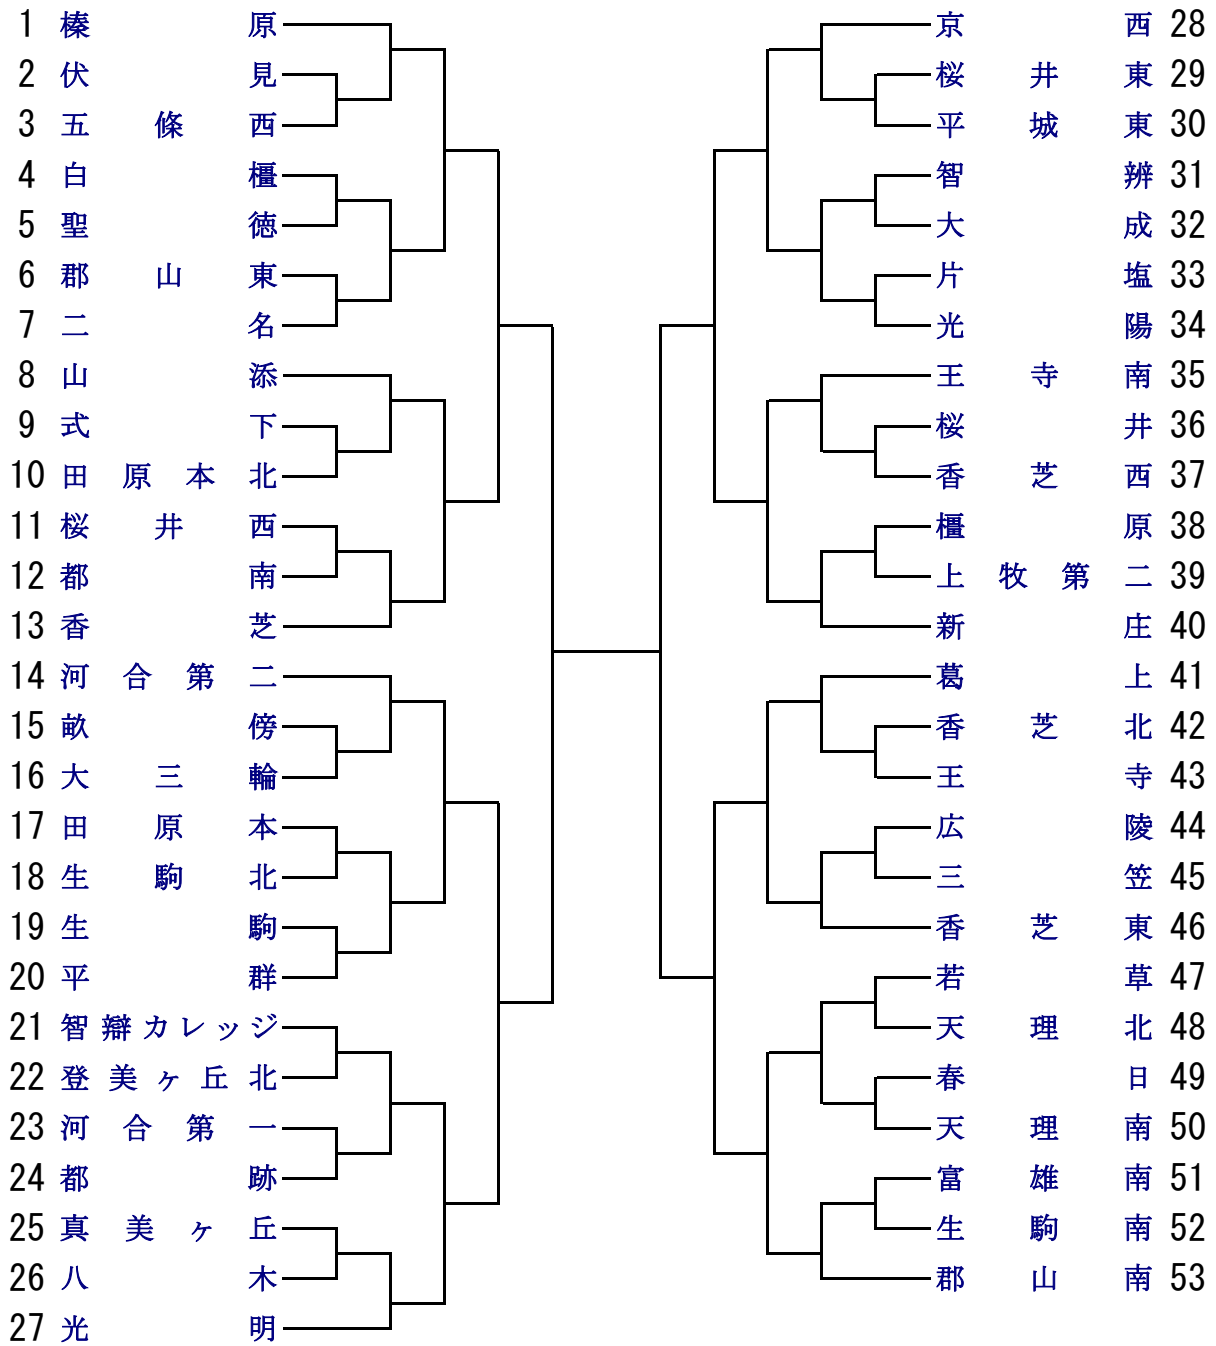 1 榛原
2 伏見
3 五條西
4 白橿
5 聖徳
6 郡山東
7 二名
8 山添
9 式下
10 田原本北
11 桜井西
12 都南
13 香芝
14 河合第二
15 畝傍
16 大三輪
17 田原本
18 生駒北
19 生駒
20 平群
21 智辯カレッジ
22 登美ヶ丘北
23 河合第一
24 都跡
25 真美ヶ丘
26 八木
27 光明
京西 28
桜井東 29
平城東 30
智辨 31
大成 32
片塩 33
光陽 34
王寺南 35
桜井 36
香芝西 37
橿原 38
上牧第二 39
新庄 40
葛上 41
香芝北 42
王寺 43
広陵 44
三笠 45
香芝東 46
若草 47
天理北 48
春日 49
天理南 50
富雄南 51
生駒南 52
郡山南 53